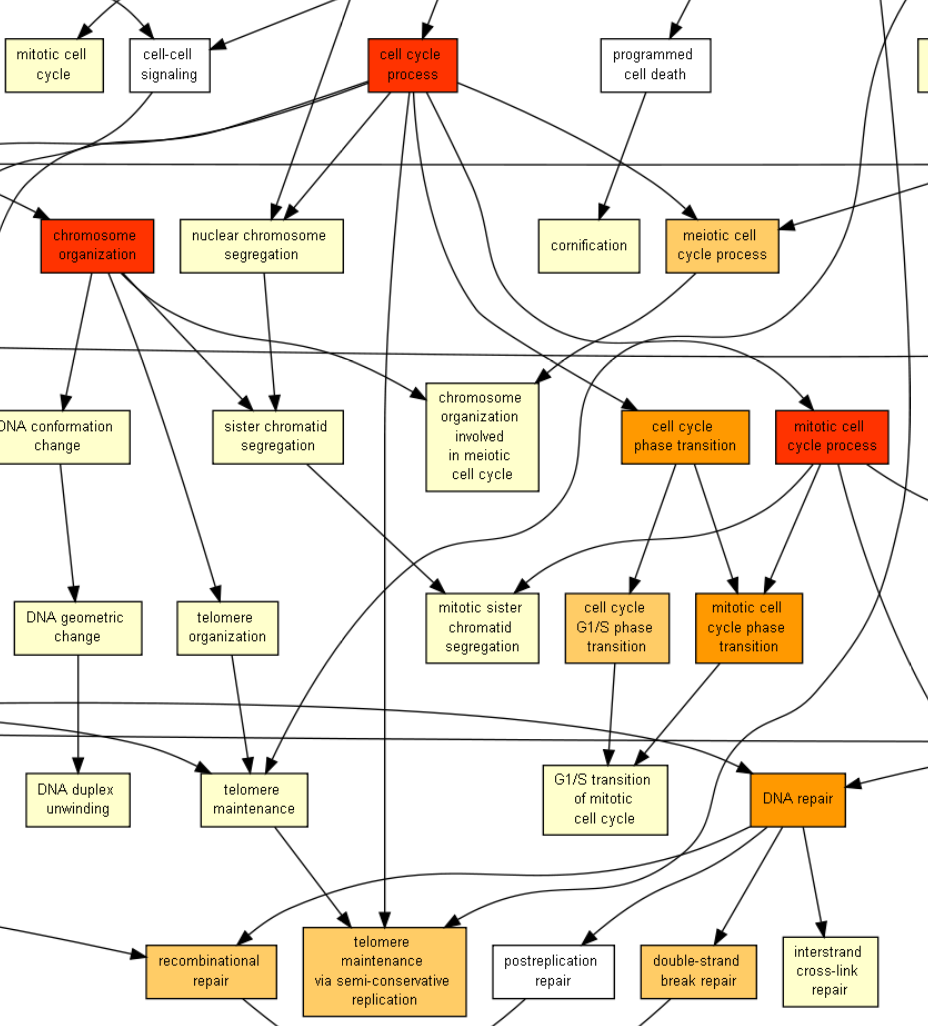 mitotic cell
cycle
cell-cell
signaling
cell cycle
process
programmed
cell death
chromosome
organization
nuclear chromosome
segregation
cornification
meiotic cell
cycle process
DNA conformation
change
sister chromatid
segregation
chromosome
organization
involved
in meiotic
cell cycle
cell cycle
phase transition
mitotic cell
cycle process
DNA geometric
change
telomere
organization
mitotic sister
chromatid
segregation
cell cycle
G1/S phase
transition
mitotic cell
cycle phase
transition
DNA duplex
unwinding
telomere
maintenance
G1/S transition
of mitotic
cell cycle
DNA repair
recombinational
repair
telomere
maintenance
via semi-conservative
replication
postreplication
repair
double-strand
break repair
interstrand
cross-link
repair